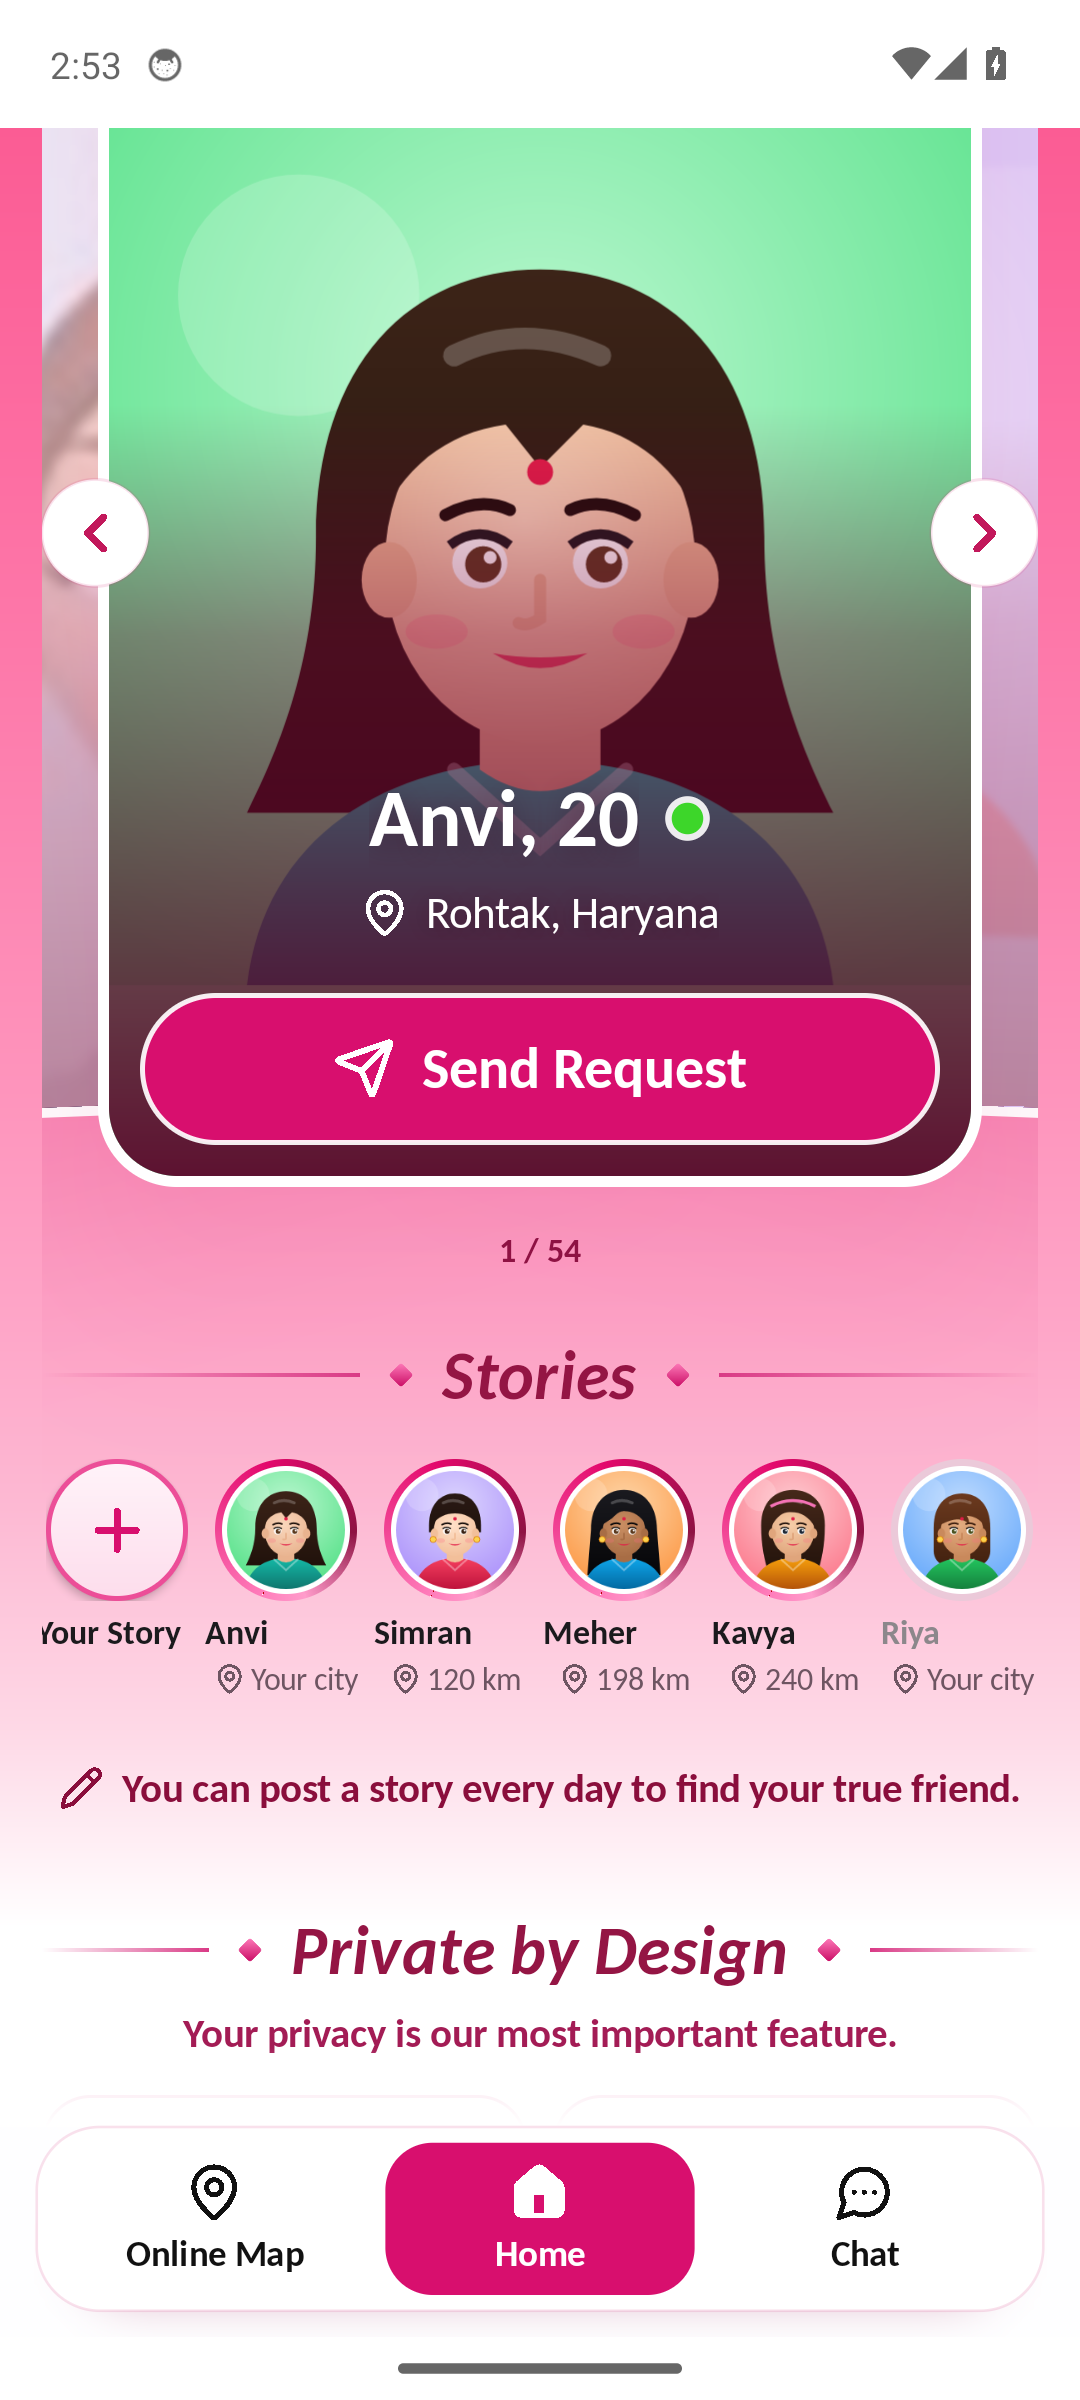 2:53
Anvi, 20
Rohtak, Haryana
Send Request
1 / 54
Stories
Your Story
Anvi
Simran
Meher
Kavya
Riya
Your city
120 km
198 km
240 km
Your city
You can post a story every day to find your true friend.
Private by Design
Your privacy is our most important feature.
Online Map
Home
Chat